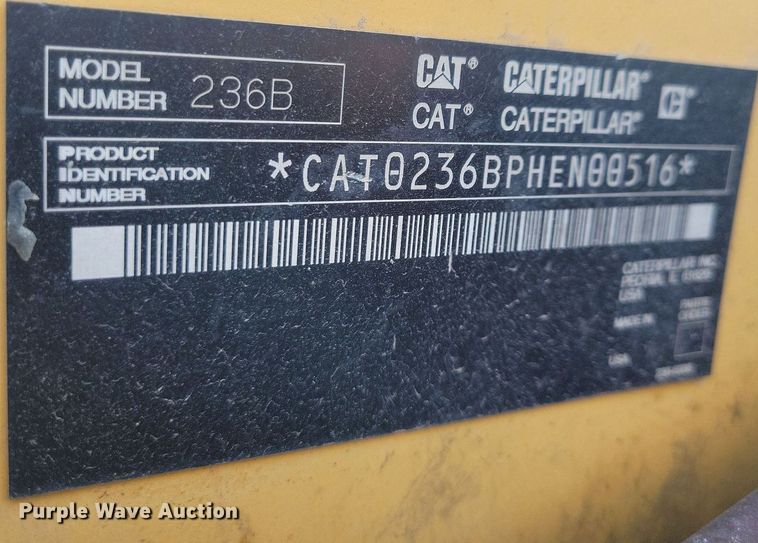 MODEL
NUMBER 236B
CAT® CATERPILLAR®
CAT® CATERPILLAR®
PRODUCT
IDENTIFICATION
NUMBER
*CAT0236BPHEN00516*
CATERPILLAR INC.
PEORIA, IL
USA
MADE IN
USA
Purple Wave Auction